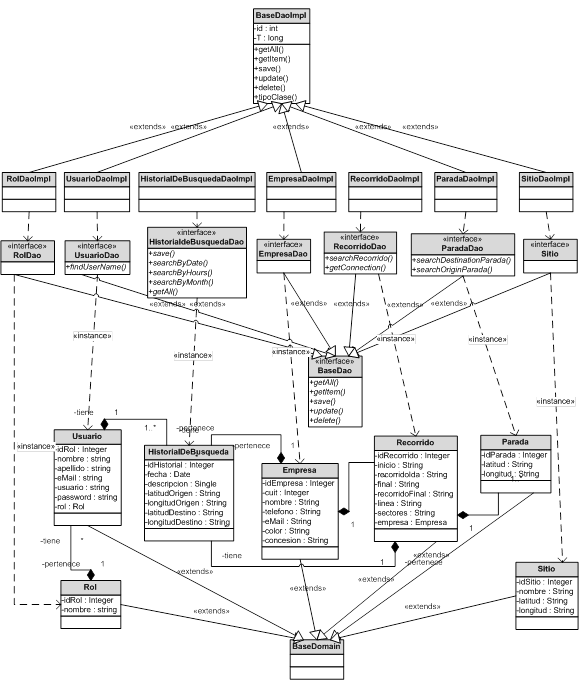 BaseDaoImpl
-id : int
-T : long
+getAll()
+getItem()
+save()
+update()
+delete()
+tipoClase()
«extends» «extends» «extends» «extends» «extends»
RolDaoImpl UsuarioDaoImpl HistorialDeBusquedaDaoImpl EmpresaDaoImpl RecorridoDaoImpl ParadaDaoImpl SitioDaoImpl
«interface»
RolDao
«interface»
UsuarioDao
+findUserName()
«interface»
HistorialdeBusquedaDao
+save()
+searchByDate()
+searchByHours()
+searchByMonth()
+getAll()
«interface»
EmpresaDao
«interface»
RecorridoDao
+searchRecorrido()
+getConnection()
«interface»
ParadaDao
+searchDestinationParada()
+searchOriginParada()
«interface»
Sitio
«extends» «extends» «extends» «extends» «extends» «extends»
«instance» «instance» «instance» «instance» «instance» «instance» «instance»
«interface»
BaseDao
+getAll()
+getItem()
+save()
+update()
+delete()
-tiene 1
1..* -tiene
-pertenece
-pertenece
1
Usuario
-idRol : Integer
-nombre : string
-apellido : string
-eMail : string
-usuario : string
-password : string
-rol : Rol
HistorialDeBusqueda
-idHistorial : Integer
-fecha : Date
-descripcion : Single
-latitudOrigen : String
-longitudOrigen : String
-latitudDestino : String
-longitudDestino : String
Empresa
-idEmpresa : Integer
-cuit : Integer
-nombre : String
-telefono : String
-eMail : String
-color : String
-concesion : String
Recorrido
-idRecorrido : Integer
-inicio : String
-recorridoIda : String
-final : String
-recorridoFinal : String
-linea : String
-sectores : String
-empresa : Empresa
Parada
-idParada : Integer
-latitud : String
-longitud : String
1
1
-tiene *
-pertenece
1
-tiene 1
-pertenece
«extends» «extends» «extends» «extends» «extends»
Rol
-idRol : Integer
-nombre : string
Sitio
-idSitio : Integer
-nombre : String
-latitud : String
-longitud : String
«extends»
BaseDomain